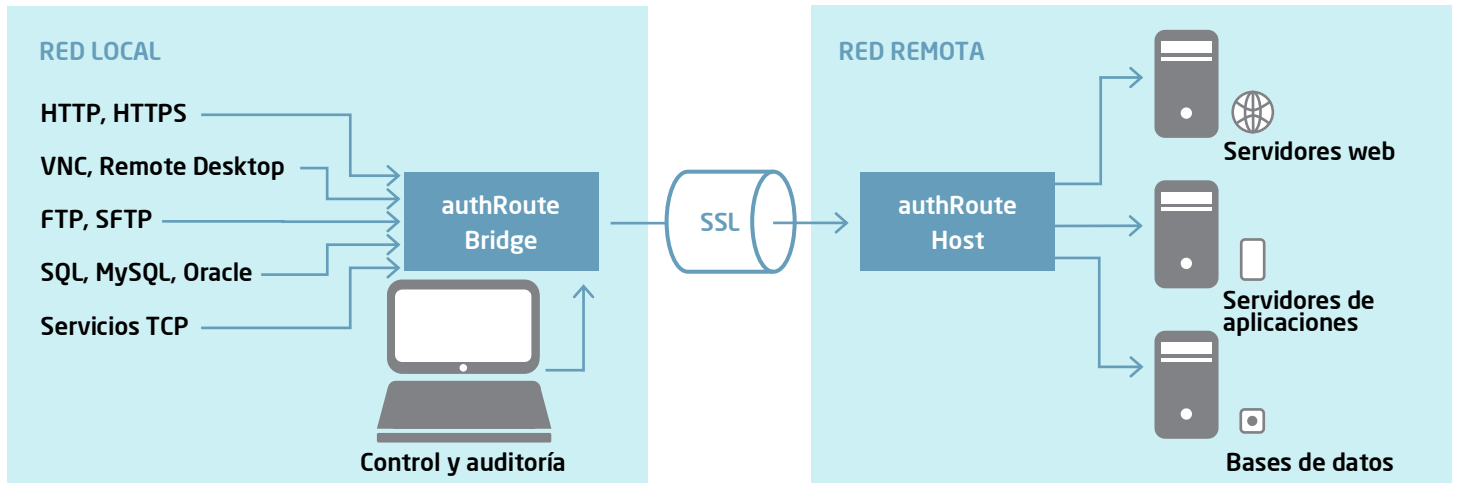 RED LOCAL
HTTP, HTTPS
VNC, Remote Desktop
FTP, SFTP
SQL, MySQL, Oracle
Servicios TCP
authRoute
Bridge
Control y auditoría
SSL
RED REMOTA
authRoute
Host
Servidores web
Servidores de
aplicaciones
Bases de datos